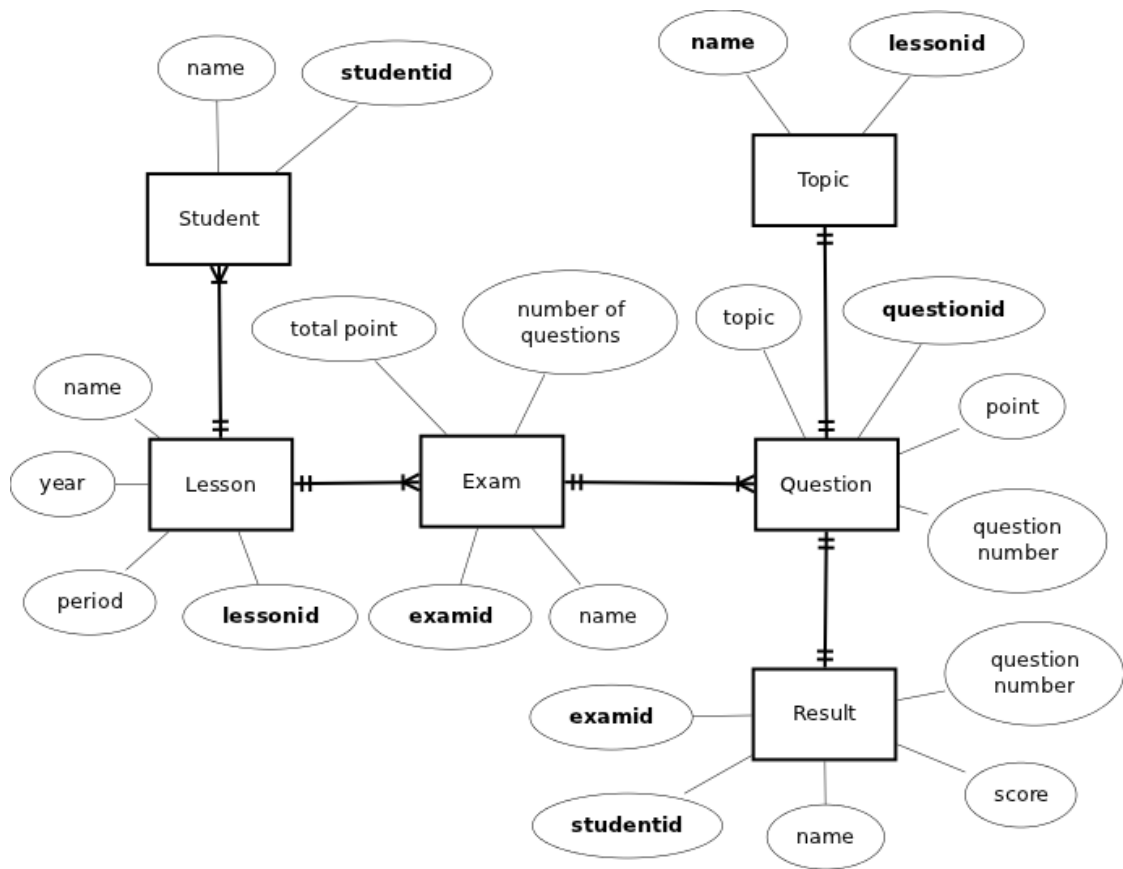 name
lessonid
name
studentid
Topic
Student
number of
questions
questionid
topic
total point
name
point
year
Lesson
Exam
Question
question
number
period
lessonid
examid
name
question
number
examid
Result
score
studentid
name